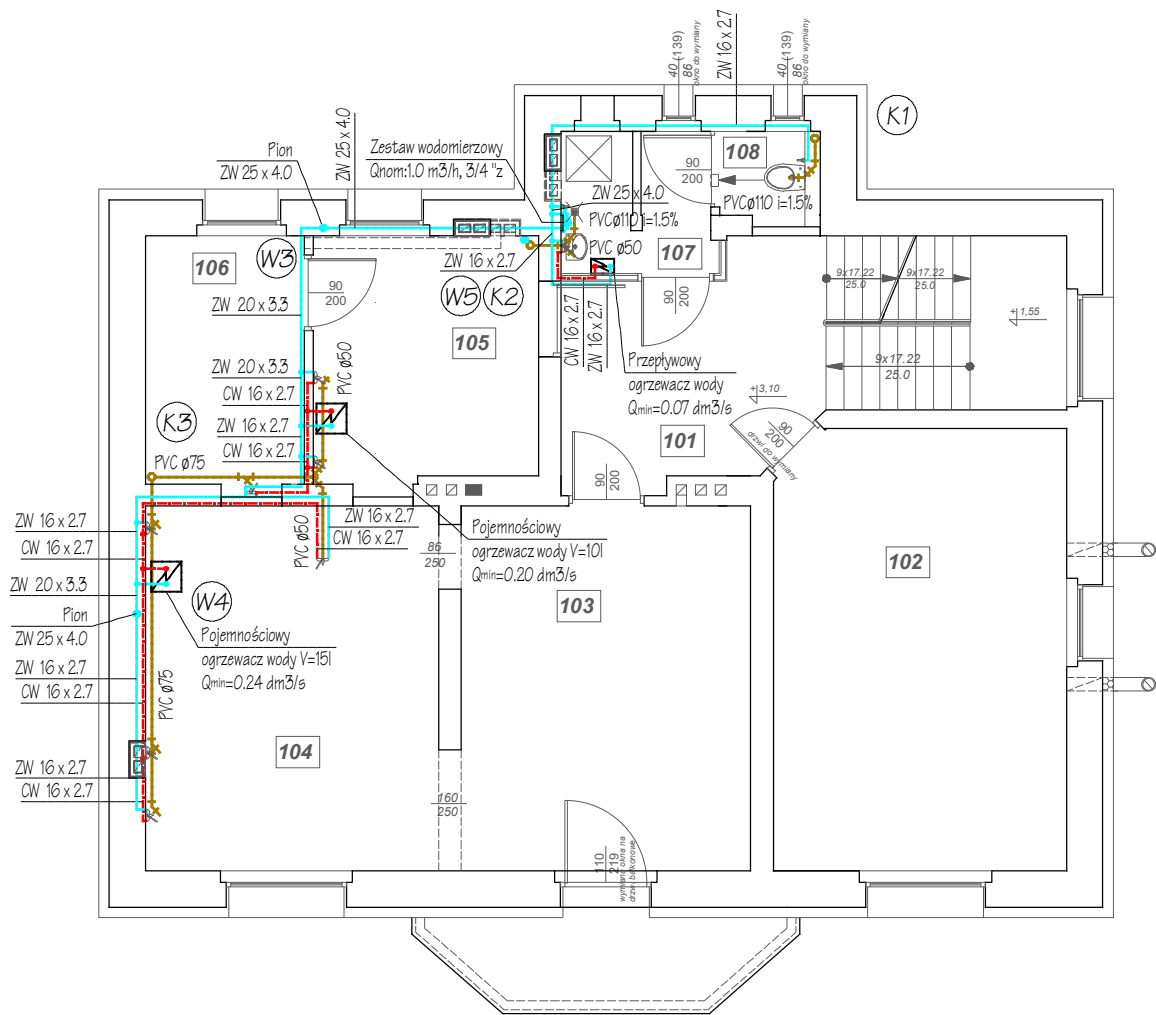 ZW 16 x 2.7
40 (139)
86
okno do wymiany
40 (139)
86
okno do wymiany
K1
Pion
ZW 25 x 4.0
ZW 25 x 4.0
Zestaw wodomierzowy
Qnom:1.0 m3/h, 3/4 "z
90
200
108
ZW 25 x 4.0
PVCø110 i=1.5%
PVCø110 i=1.5%
PVC ø50
107
106
W3
ZW 16 x 2.7
W5
K2
90
200
ZW 20 x 3.3
105
CW 16 x 2.7
ZW 16 x 2.7
90
200
9x17.22
25.0
9x17.22
25.0
+1,55
9x17.22
25.0
Przepływowy
ogrzewacz wody
Qmin=0.07 dm3/s
ZW 20 x 3.3
CW 16 x 2.7
ZW 16 x 2.7
CW 16 x 2.7
PVC ø50
K3
PVC ø75
+3,10
101
90
200
drzwi do wymiany
90
200
ZW 16 x 2.7
CW 16 x 2.7
PVC ø50
86
250
Pojemnościowy
ogrzewacz wody V=10l
Qmin=0.20 dm3/s
102
103
ZW 16 x 2.7
CW 16 x 2.7
ZW 20 x 3.3
Pion
ZW 25 x 4.0
ZW 16 x 2.7
CW 16 x 2.7
W4
Pojemnościowy
ogrzewacz wody V=15l
Qmin=0.24 dm3/s
PVC ø75
104
ZW 16 x 2.7
CW 16 x 2.7
160
250
110
219
wymiana okna na
drzwi balkonowe